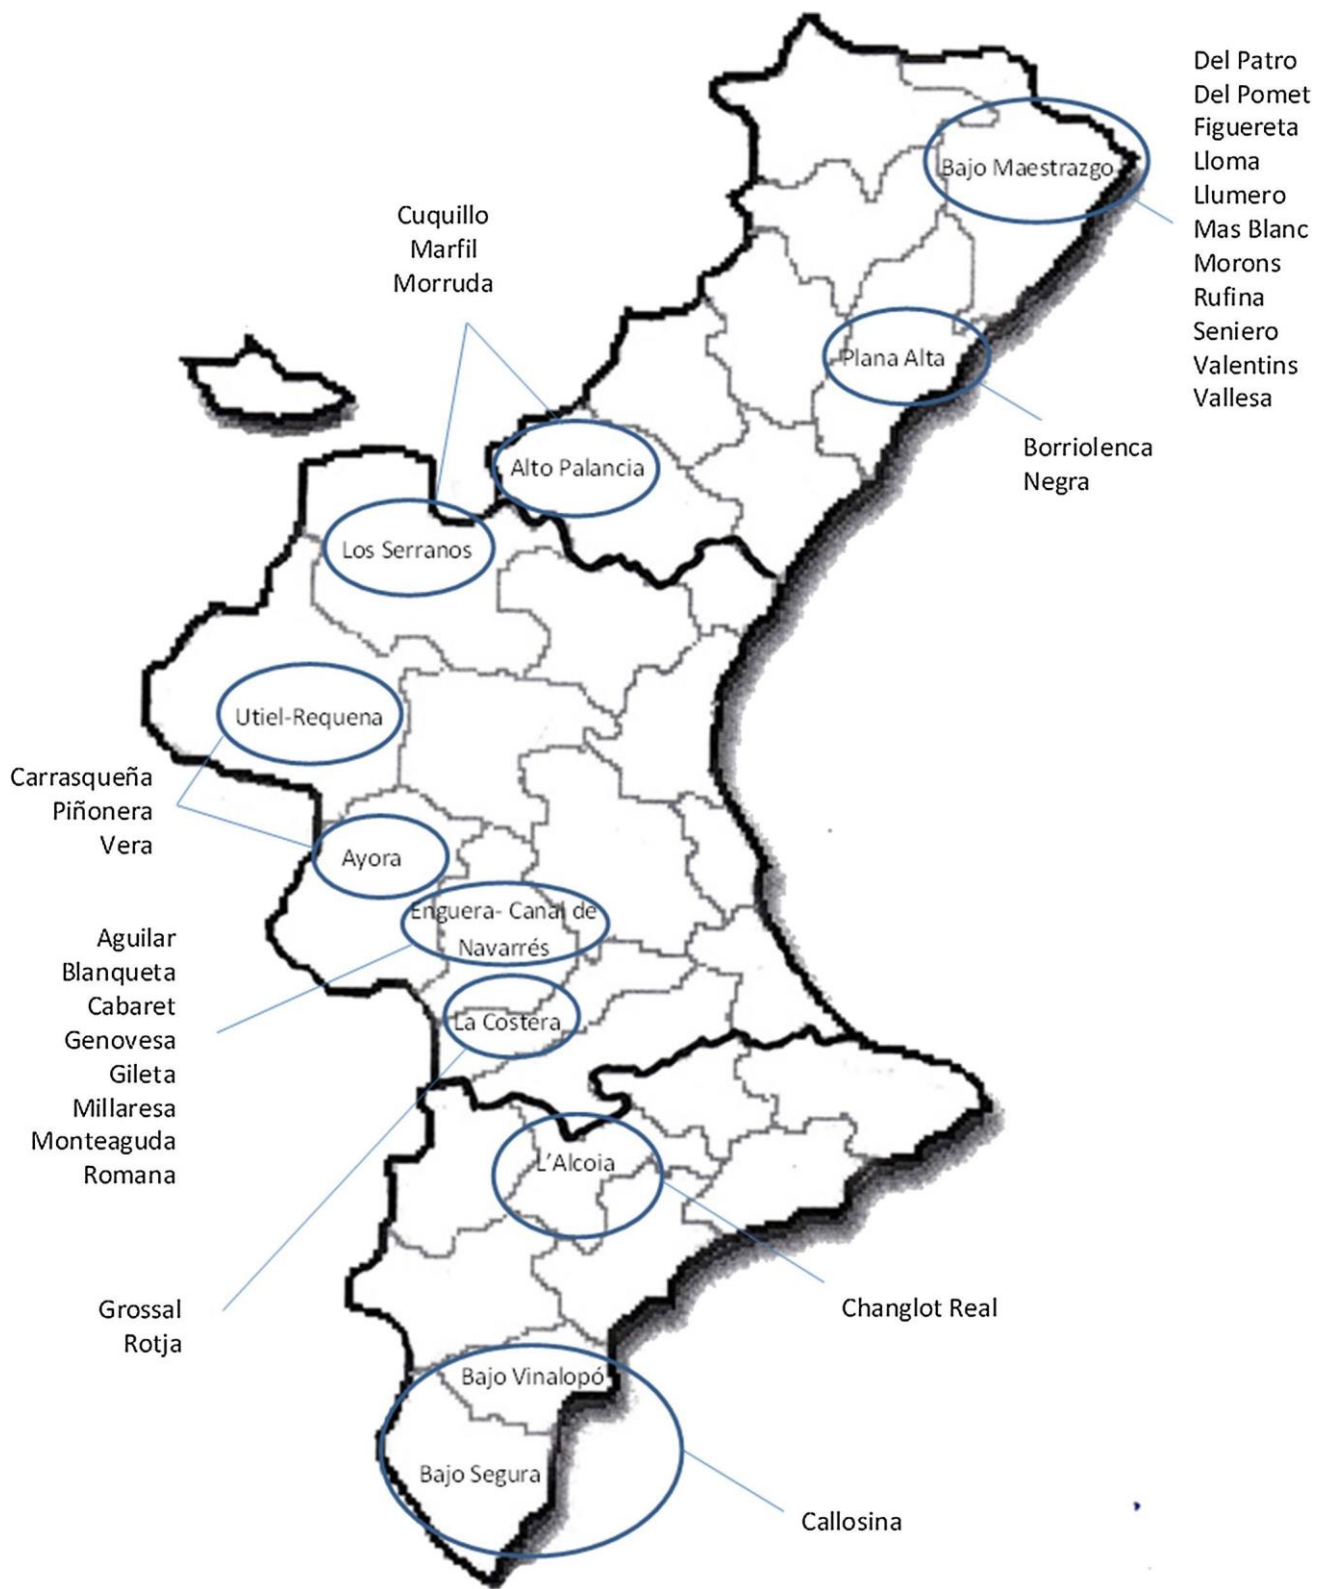 Del Patro
Del Pomet
Figuereta
Lloma
Llumero
Mas Blanc
Morons
Rufina
Seniero
Valentins
Vallesa
Bajo Maestrazgo
Cuquillo
Marfil
Morruda
Plana Alta
Borriolenca
Negra
Alto Palancia
Los Serranos
Utiel-Requena
Carrasqueña
Piñonera
Vera
Ayora
Enguera- Canal de
Navarrés
Aguilar
Blanqueta
Cabaret
Genovesa
Gileta
Millaresa
Monteaguda
Romana
La Costera
L'Alcoia
Grossal
Rotja
Changlot Real
Bajo Vinalopó
Bajo Segura
Callosina